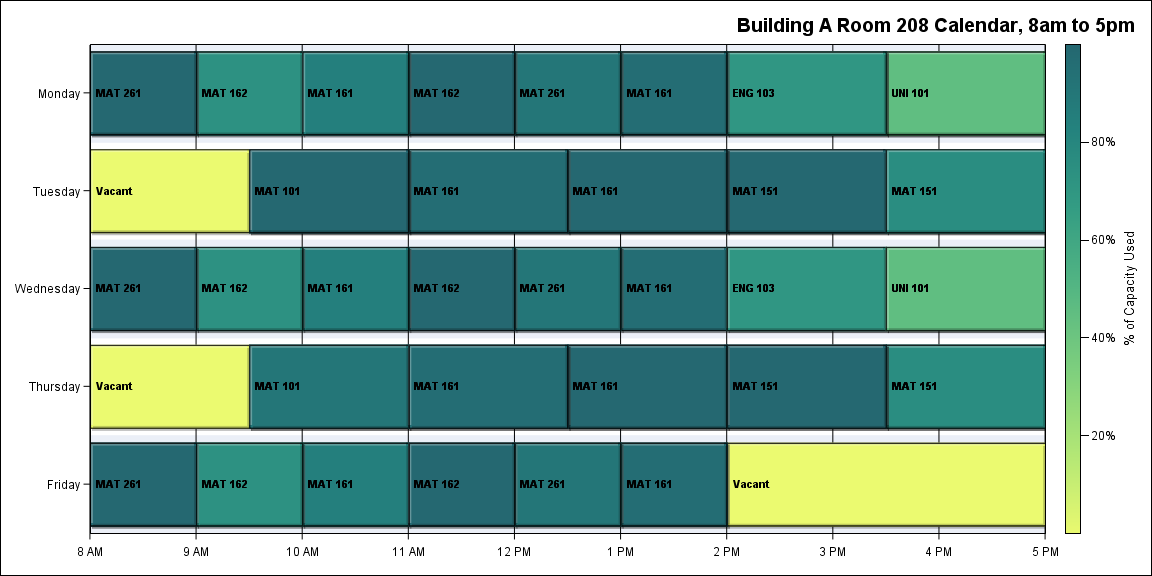 Building A Room 208 Calendar, 8am to 5pm
Monday
MAT 261
MAT 162
MAT 161
MAT 162
MAT 261
MAT 161
ENG 103
UNI 101
Tuesday
Vacant
MAT 101
MAT 161
MAT 161
MAT 151
MAT 151
Wednesday
MAT 261
MAT 162
MAT 161
MAT 162
MAT 261
MAT 161
ENG 103
UNI 101
Thursday
Vacant
MAT 101
MAT 161
MAT 161
MAT 151
MAT 151
Friday
MAT 261
MAT 162
MAT 161
MAT 162
MAT 261
MAT 161
Vacant
8 AM
9 AM
10 AM
11 AM
12 PM
1 PM
2 PM
3 PM
4 PM
5 PM
80%
60%
40%
20%
% of Capacity Used